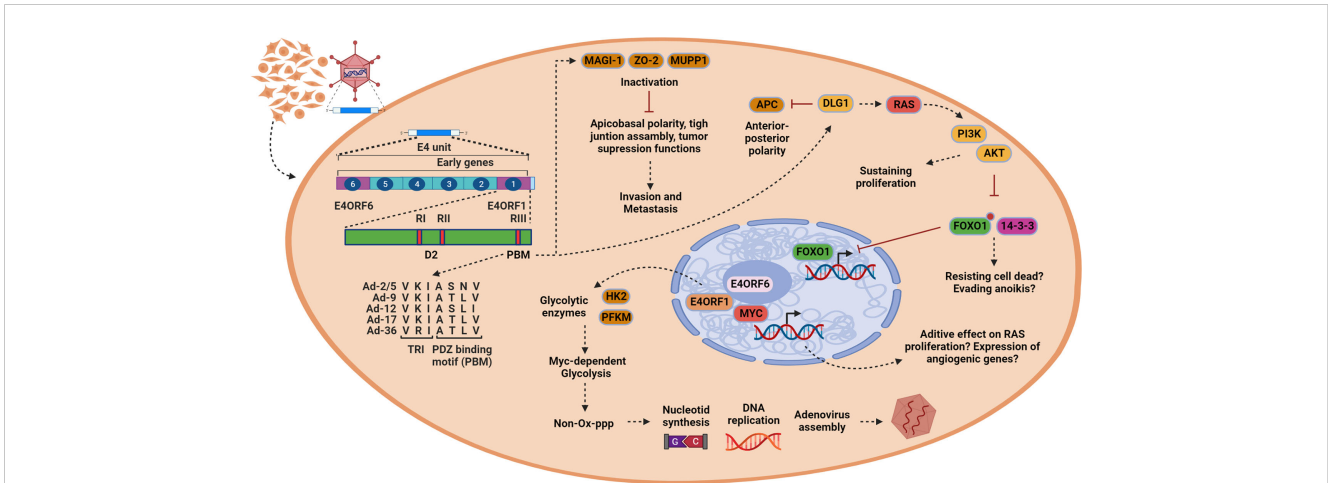 MAGI-1 ZO-2 MUPP1
Inactivation
Apicobasal polarity, tigh
juntion assembly, tumor
supression functions
Invasion and
Metastasis
APC DLG1 RAS
Anterior-
posterior
polarity
PI3K
AKT
Sustaining
proliferation
FOXO1 14-3-3
Resisting cell dead?
Evading anoikis?
E4 unit
Early genes
6 5 4 3 2 1
E4ORF6 E4ORF1
RI RII RIII
D2 PBM
Ad-2/5 V K I A S N V
Ad-9 V K I A T L V
Ad-12 V K I A S L I
Ad-17 V K I A T L V
Ad-36 V R I A T L V
TRI PDZ binding
motif (PBM)
FOXO1
E4ORF6
E4ORF1
MYC
Glycolytic
enzymes
HK2
PFKM
Myc-dependent
Glycolysis
Non-Ox-ppp
Nucleotid
synthesis
G C
DNA
replication
Adenovirus
assembly
Aditive effect on RAS
proliferation? Expression of
angiogenic genes?